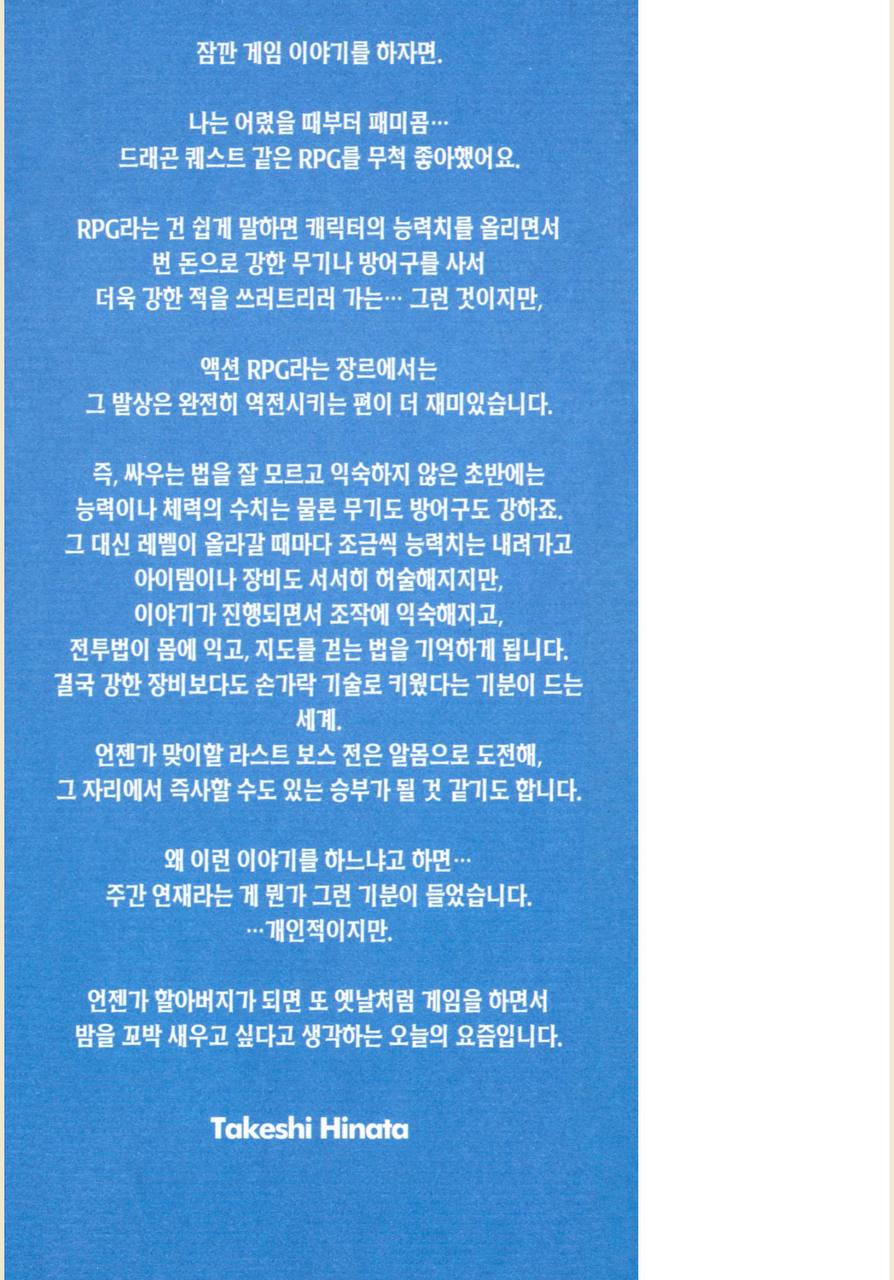 잠깐 게임 이야기를 하자면.
나는 어렸을 때부터 패미콤…
드래곤 퀘스트 같은 RPG를 무척 좋아했어요.
RPG라는 건 쉽게 말하면 캐릭터의 능력치를 올리면서
번 돈으로 강한 무기나 방어구를 사서
더욱 강한 적을 쓰러트리러 가는… 그런 것이지만,
액션 RPG라는 장르에서는
그 발상은 완전히 역전시키는 편이 더 재미있습니다.
즉, 싸우는 법을 잘 모르고 익숙하지 않은 초반에는
능력이나 체력의 수치는 물론 무기도 방어구도 강하죠.
그 대신 레벨이 올라갈 때마다 조금씩 능력치는 내려가고
아이템이나 장비도 서서히 허술해지지만,
이야기가 진행되면서 조작에 익숙해지고,
전투법이 몸에 익고, 지도를 걷는 법을 기억하게 됩니다.
결국 강한 장비보다도 손가락 기술로 키웠다는 기분이 드는
세계.
언젠가 맞이할 라스트 보스 전은 알몸으로 도전해,
그 자리에서 즉사할 수도 있는 승부가 될 것 같기도 합니다.
왜 이런 이야기를 하느냐고 하면…
주간 연재라는 게 뭔가 그런 기분이 들었습니다.
…개인적이지만.
언젠가 할아버지가 되면 또 옛날처럼 게임을 하면서
밤을 꼬박 새우고 싶다고 생각하는 오늘의 요즘입니다.
Takeshi Hinata